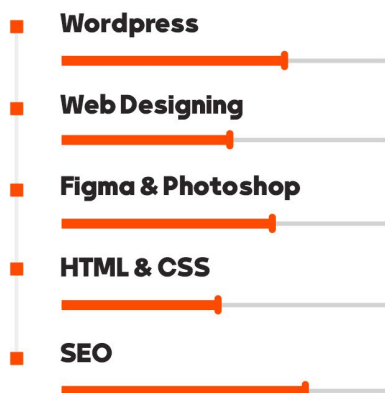 Wordpress
Web Designing
Figma & Photoshop
HTML & CSS
SEO